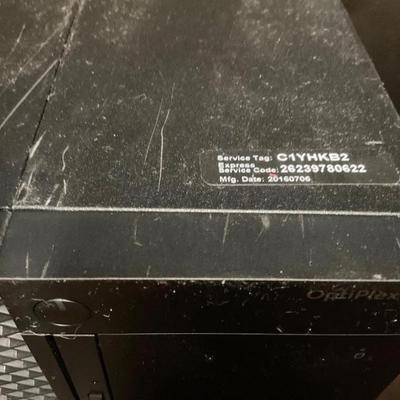 Service Tag: C1YHKB2
Express
Service Code: 26239780622
Mfg. Date: 20160706
OptiPlex